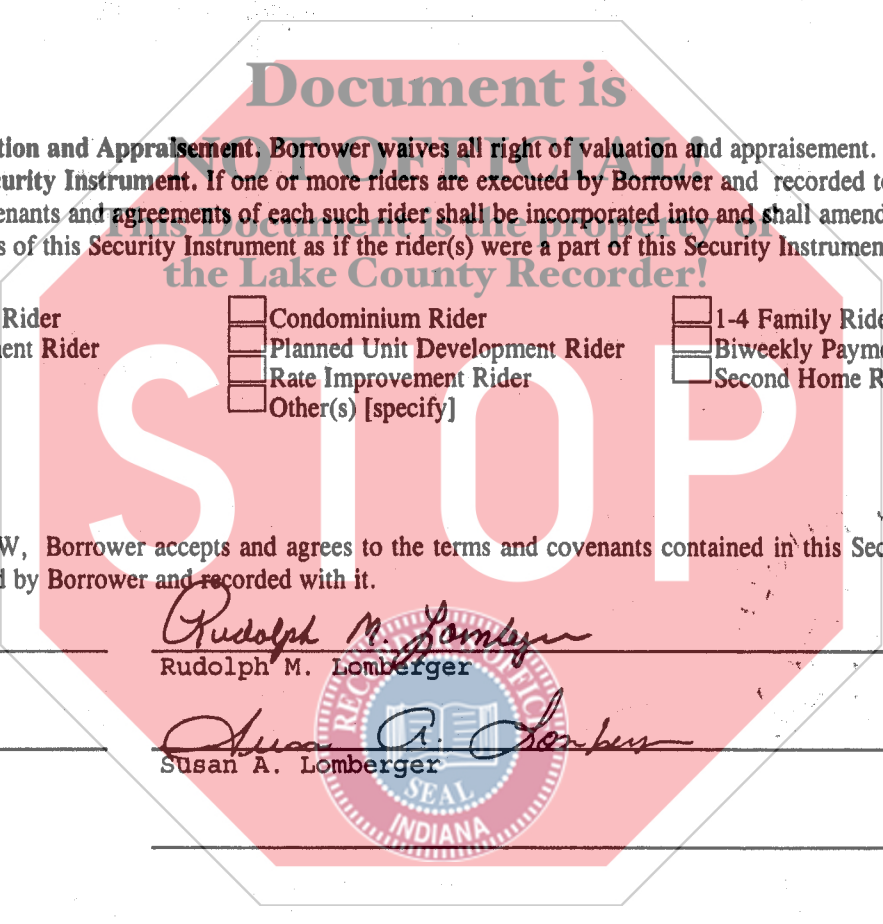 Document is
NOT OFFICIAL!
This Document is the property of
the Lake County Recorder!
tion and Appraisement. Borrower waives all right of valuation and appraisement.
curity Instrument. If one or more riders are executed by Borrower and recorded to
enants and agreements of each such rider shall be incorporated into and shall amend
s of this Security Instrument as if the rider(s) were a part of this Security Instrumen
Rider
Condominium Rider
1-4 Family Ride
ent Rider
Planned Unit Development Rider
Biweekly Payme
Rate Improvement Rider
Second Home R
Other(s) [specify]
STOP
W, Borrower accepts and agrees to the terms and covenants contained in this Sec
d by Borrower and recorded with it.
Rudolph M. Lomberger
Rudolph M. Lomberger
Susan A. Lomberger
Susan A. Lomberger
RECORDER OFFIC
SEAL
INDIANA